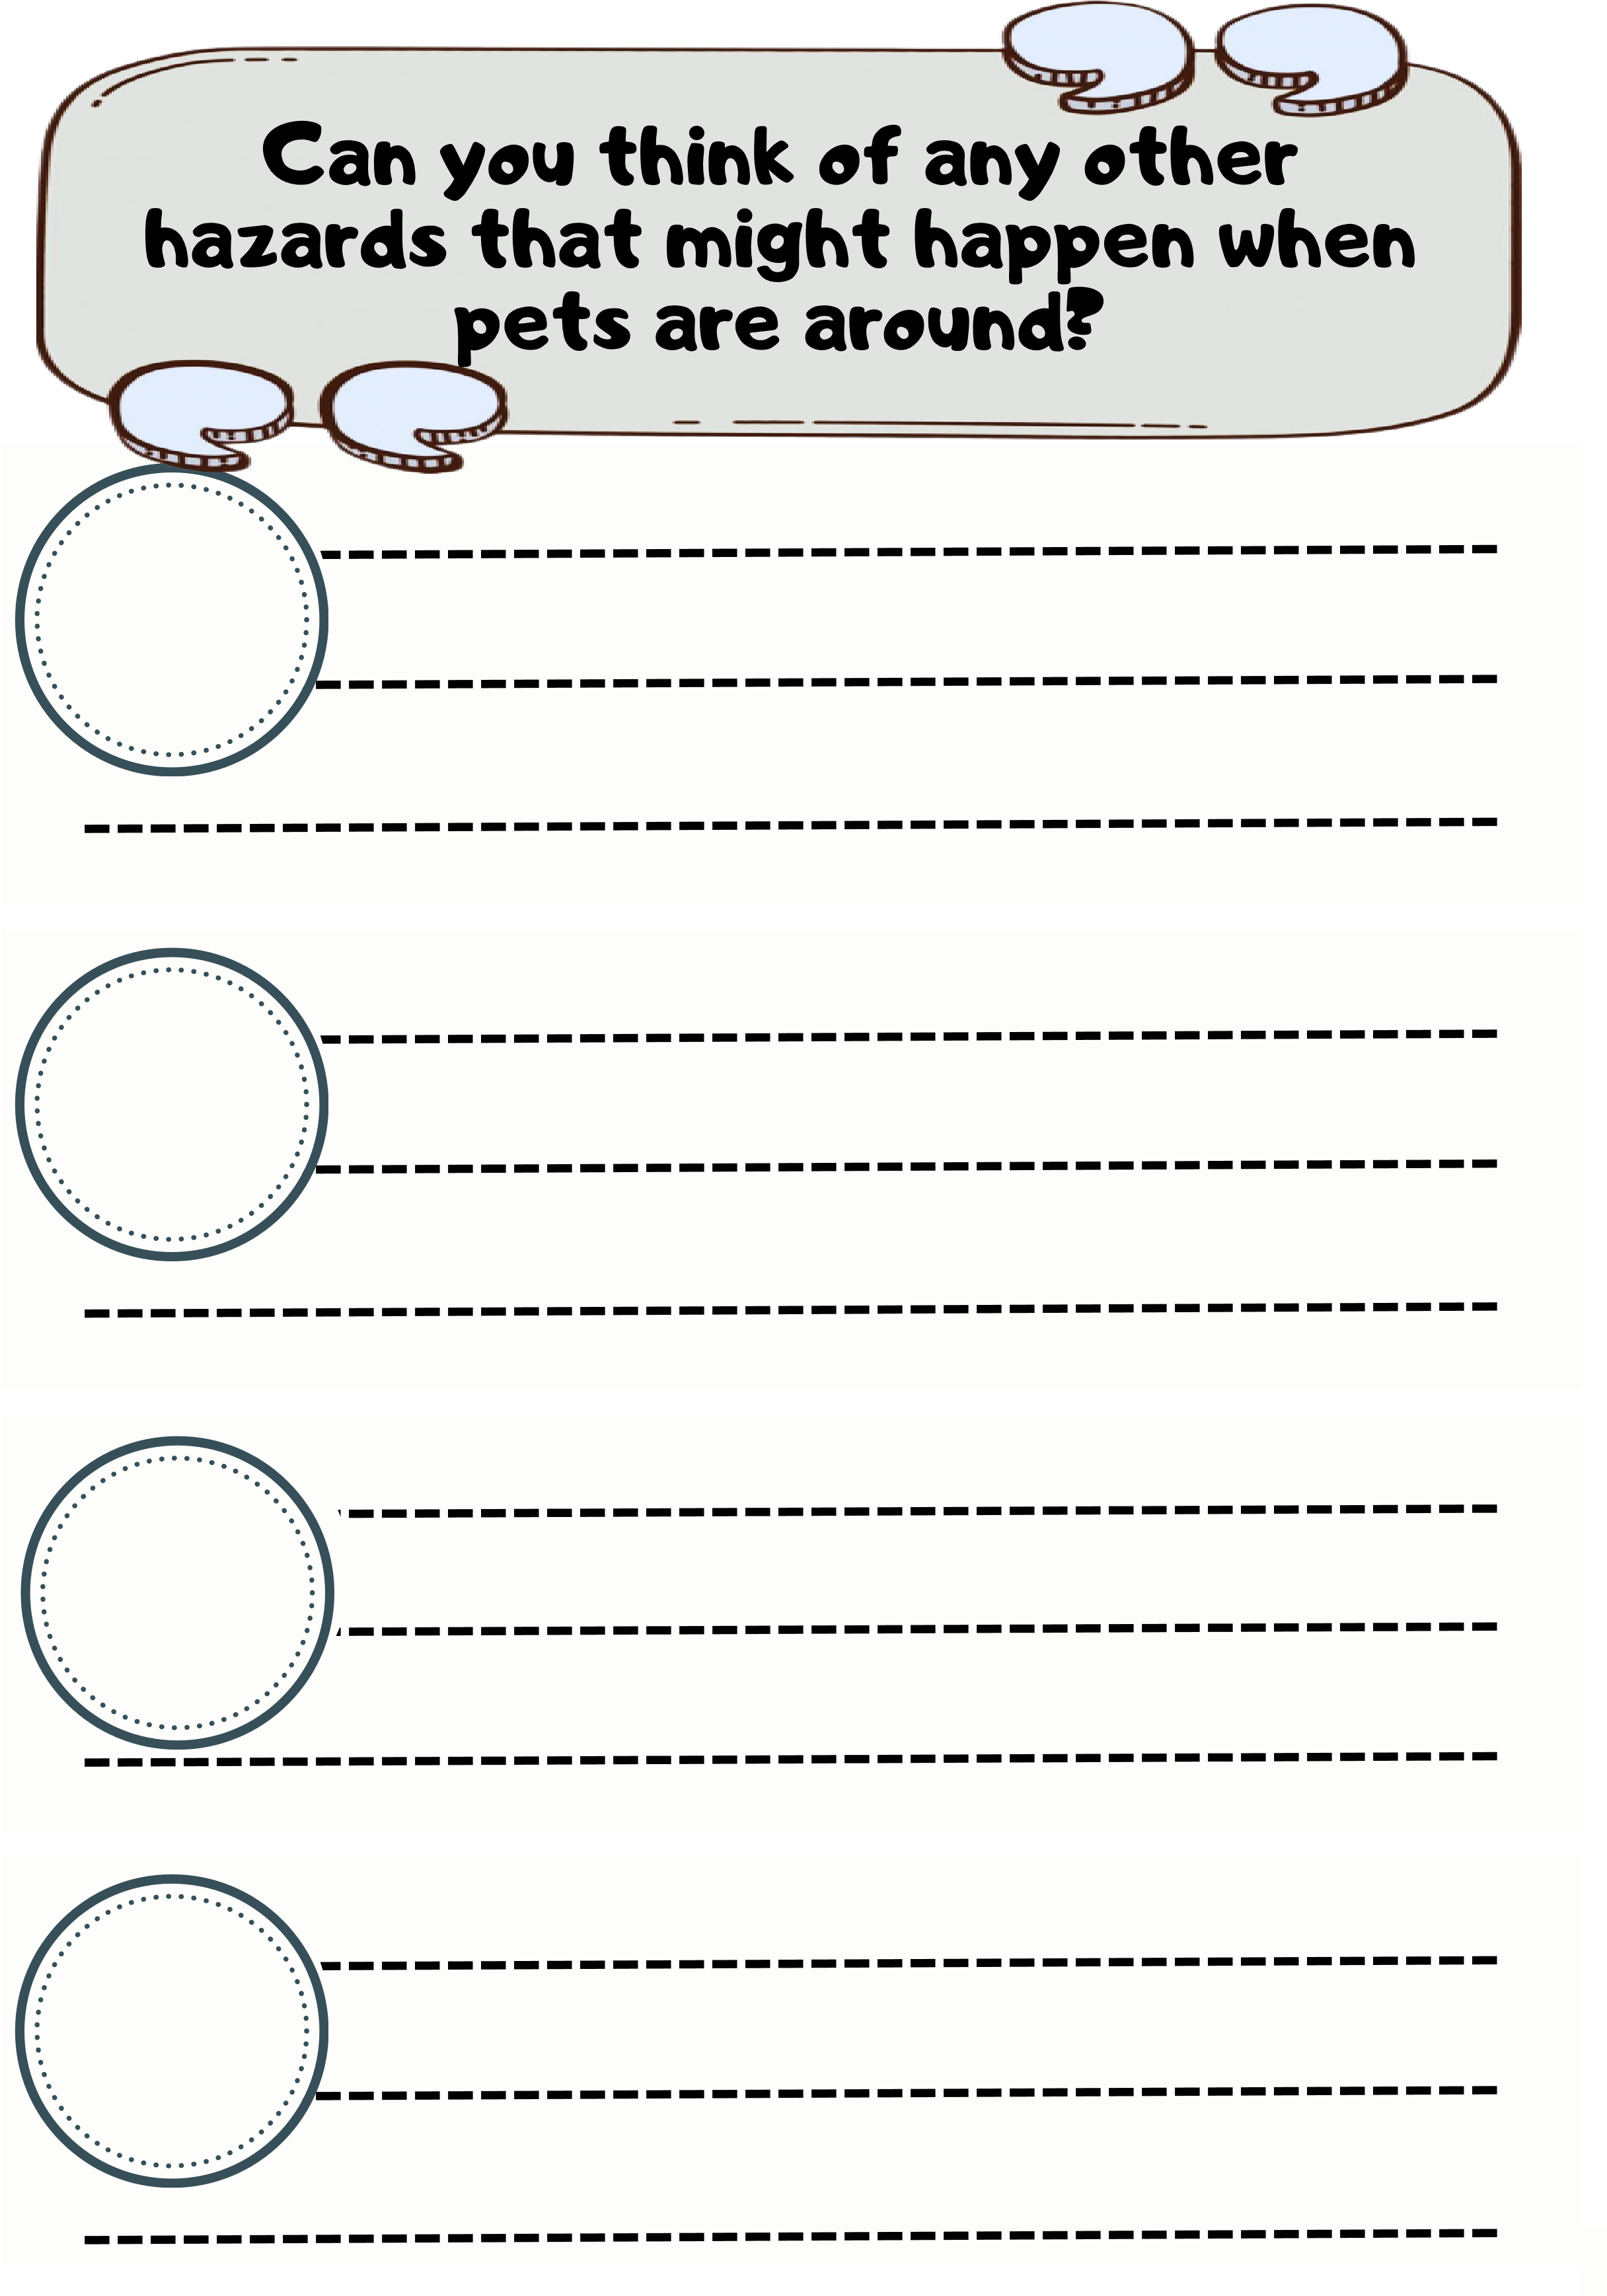 Can you think of any other
hazards that might happen when
pets are around?